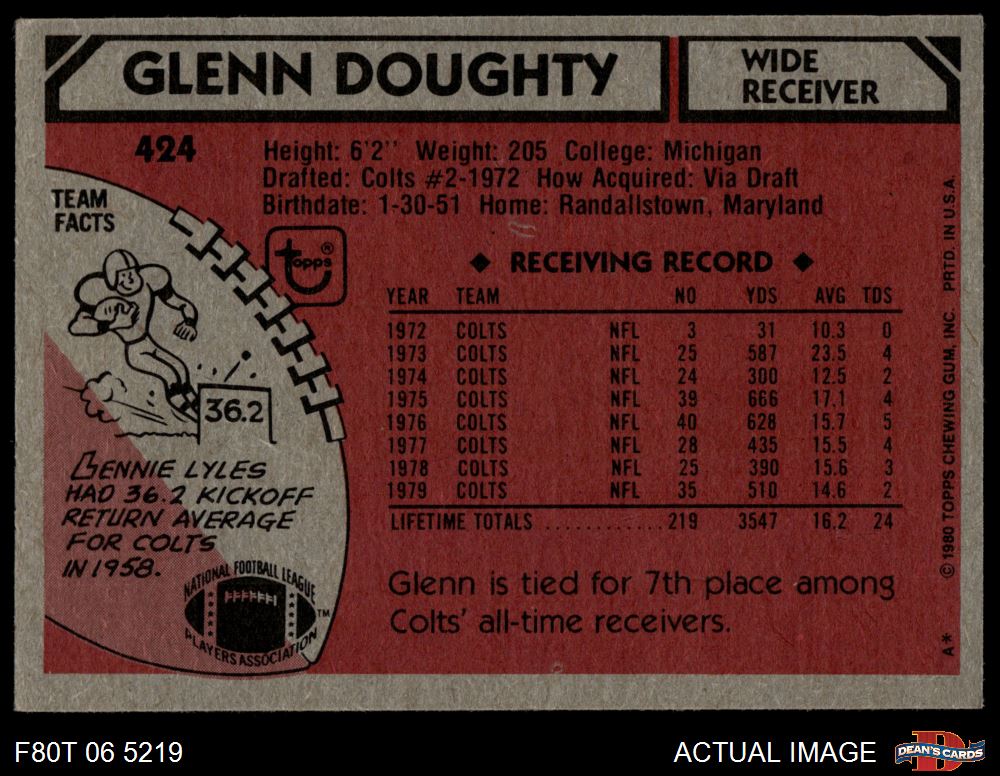 GLENN DOUGHTY
WIDE
RECEIVER
424
Height: 6'2" Weight: 205 College: Michigan
Drafted: Colts #2-1972 How Acquired: Via Draft
Birthdate: 1-30-51 Home: Randallstown, Maryland
TEAM
FACTS
topps®
36.2
LENNIE LYLES
HAD 36.2 KICKOFF
RETURN AVERAGE
FOR COLTS
IN 1958.
NATIONAL FOOTBALL LEAGUE
PLAYERS ASSOCIATION
TM
◆ RECEIVING RECORD ◆
YEAR TEAM NO YDS AVG TDS
1972 COLTS NFL 3 31 10.3 0
1973 COLTS NFL 25 587 23.5 4
1974 COLTS NFL 24 300 12.5 2
1975 COLTS NFL 39 666 17.1 4
1976 COLTS NFL 40 628 15.7 5
1977 COLTS NFL 28 435 15.5 4
1978 COLTS NFL 25 390 15.6 3
1979 COLTS NFL 35 510 14.6 2
LIFETIME TOTALS ............ 219 3547 16.2 24
Glenn is tied for 7th place among
Colts' all-time receivers.
A* © 1980 TOPPS CHEWING GUM, INC. PRTD. IN U.S.A.
F80T 06 5219
ACTUAL IMAGE
DEAN'S CARDS